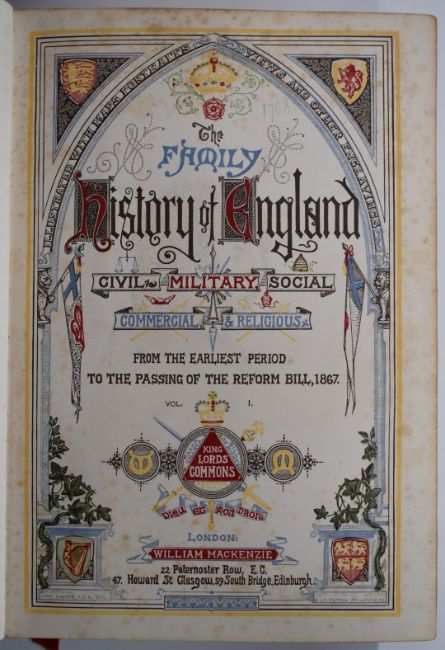 ILLUSTRATED WITH MAPS, PORTRAITS, VIEWS AND OTHER ENGRAVINGS.
The
FAMILY
History of England
CIVIL, MILITARY, SOCIAL
COMMERCIAL, & RELIGIOUS
FROM THE EARLIEST PERIOD
TO THE PASSING OF THE REFORM BILL, 1867.
VOL. I.
KING
LORDS
COMMONS
DIEU ET MON DROIT
LONDON:
WILLIAM MACKENZIE
22 Paternoster Row, E.C.
47, Howard St Glasgow, 59 South Bridge, Edinburgh.